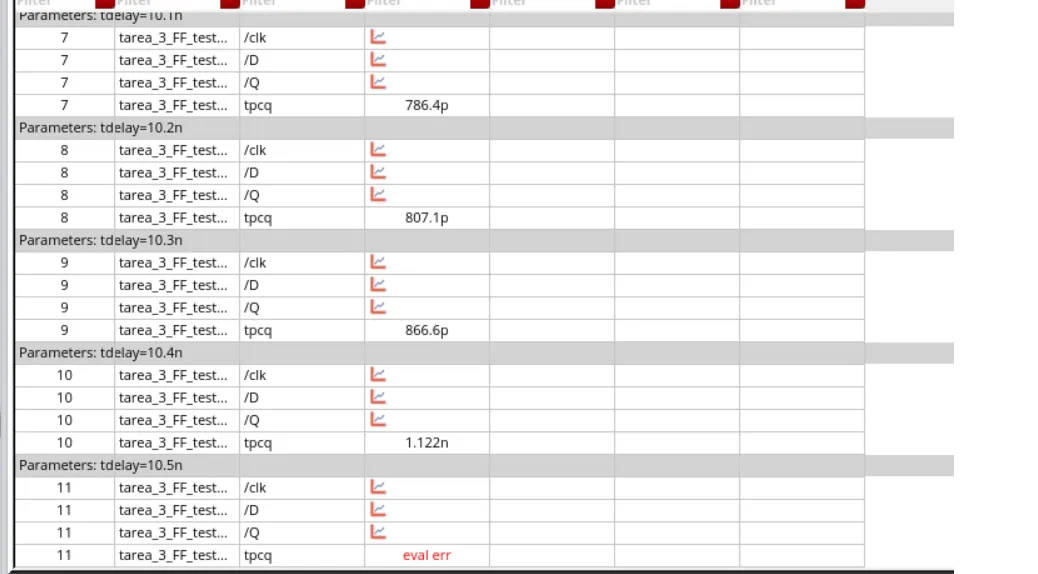 Filter Filter Filter Filter Filter Filter Filter
Parameters: tdelay=10.1n
7 tarea_3_FF_test... /clk
7 tarea_3_FF_test... /D
7 tarea_3_FF_test... /Q
7 tarea_3_FF_test... tpcq 786.4p
Parameters: tdelay=10.2n
8 tarea_3_FF_test... /clk
8 tarea_3_FF_test... /D
8 tarea_3_FF_test... /Q
8 tarea_3_FF_test... tpcq 807.1p
Parameters: tdelay=10.3n
9 tarea_3_FF_test... /clk
9 tarea_3_FF_test... /D
9 tarea_3_FF_test... /Q
9 tarea_3_FF_test... tpcq 866.6p
Parameters: tdelay=10.4n
10 tarea_3_FF_test... /clk
10 tarea_3_FF_test... /D
10 tarea_3_FF_test... /Q
10 tarea_3_FF_test... tpcq 1.122n
Parameters: tdelay=10.5n
11 tarea_3_FF_test... /clk
11 tarea_3_FF_test... /D
11 tarea_3_FF_test... /Q
11 tarea_3_FF_test... tpcq eval err